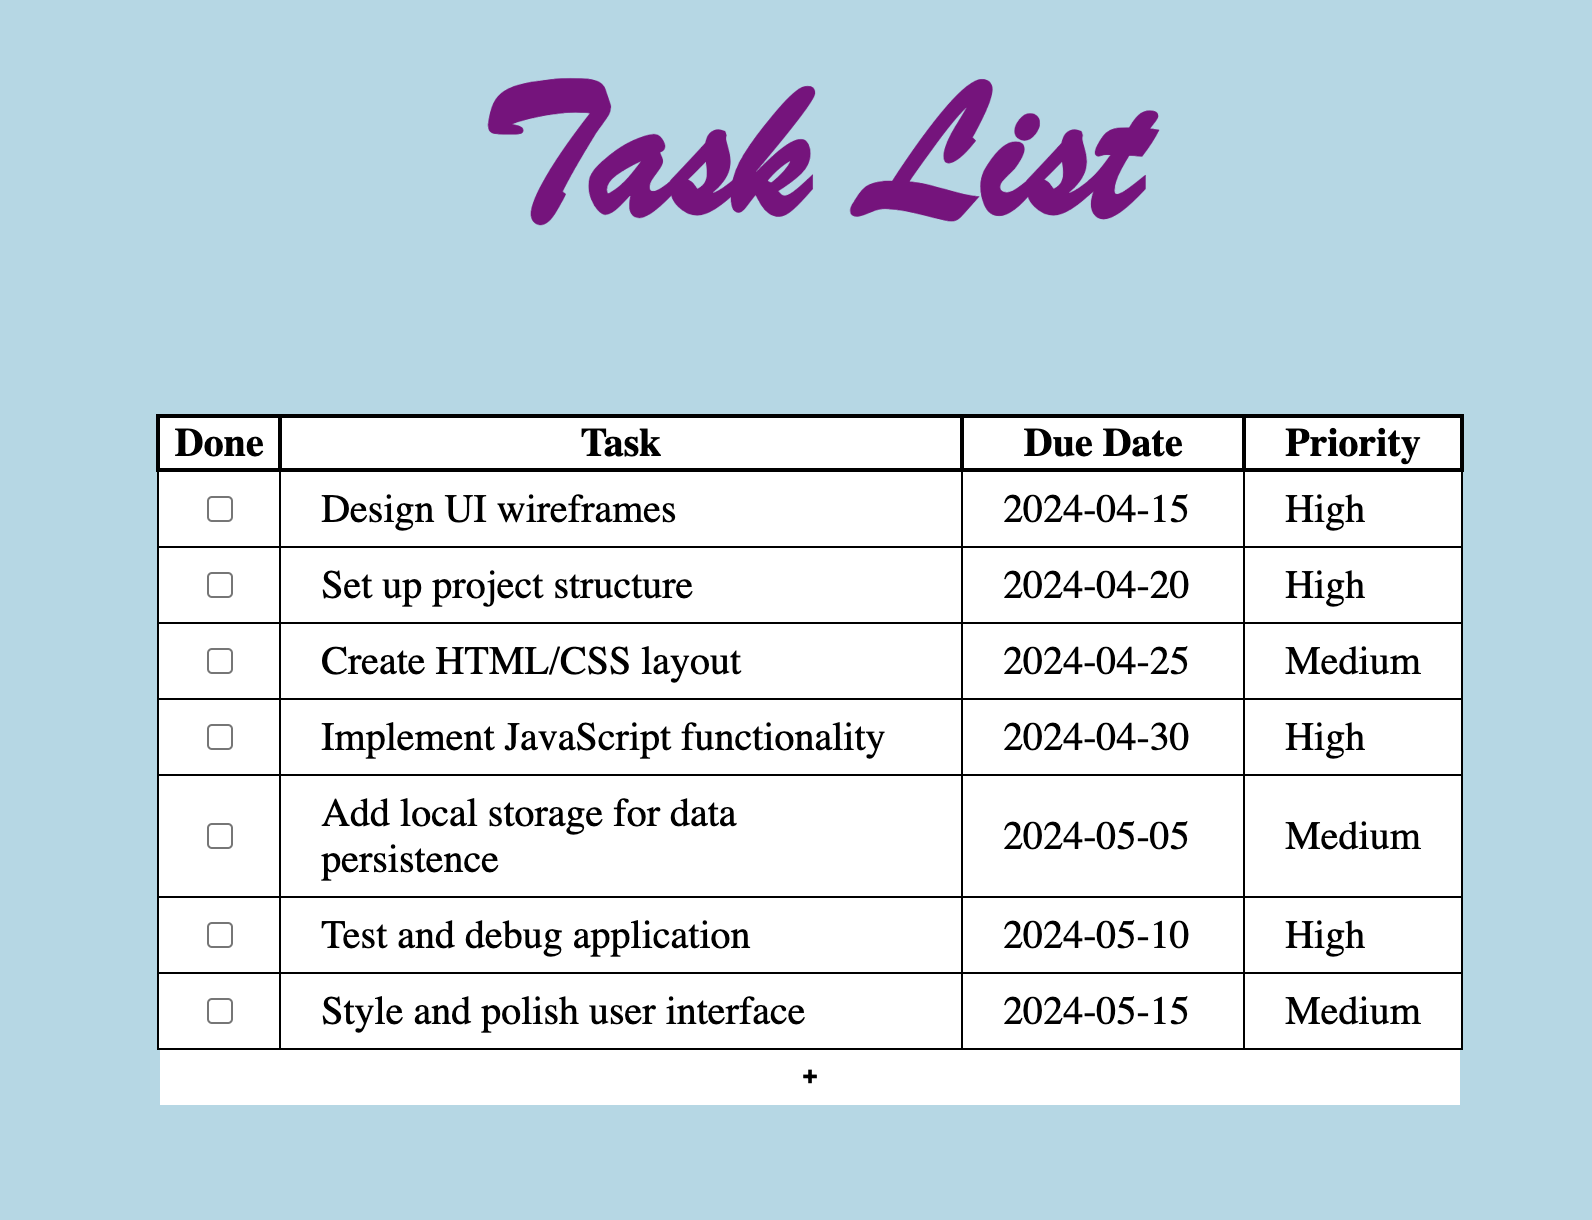 Task List
Done Task Due Date Priority
Design UI wireframes 2024-04-15 High
Set up project structure 2024-04-20 High
Create HTML/CSS layout 2024-04-25 Medium
Implement JavaScript functionality 2024-04-30 High
Add local storage for data
persistence 2024-05-05 Medium
Test and debug application 2024-05-10 High
Style and polish user interface 2024-05-15 Medium
+